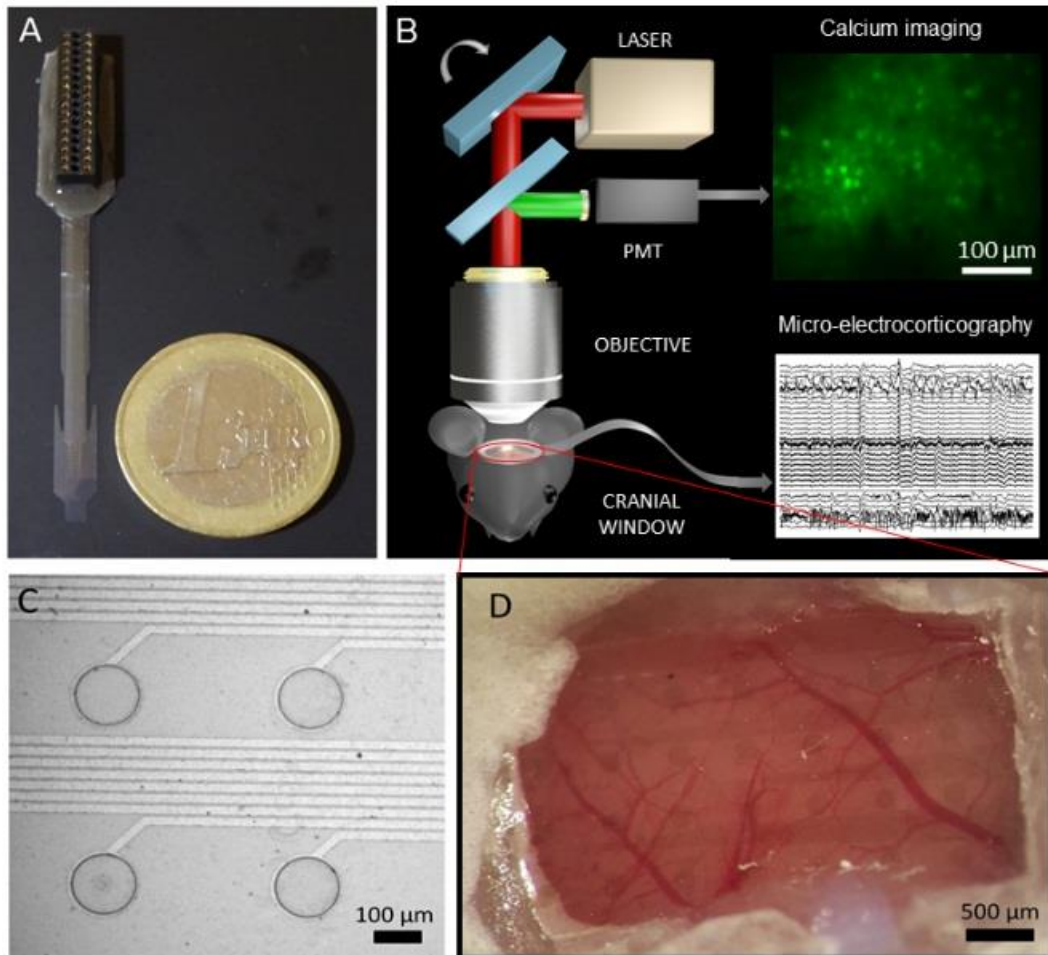 A
1
EURO
B
LASER
PMT
OBJECTIVE
CRANIAL
WINDOW
Calcium imaging
100 µm
Micro-electrocorticography
C
100 µm
D
500 µm